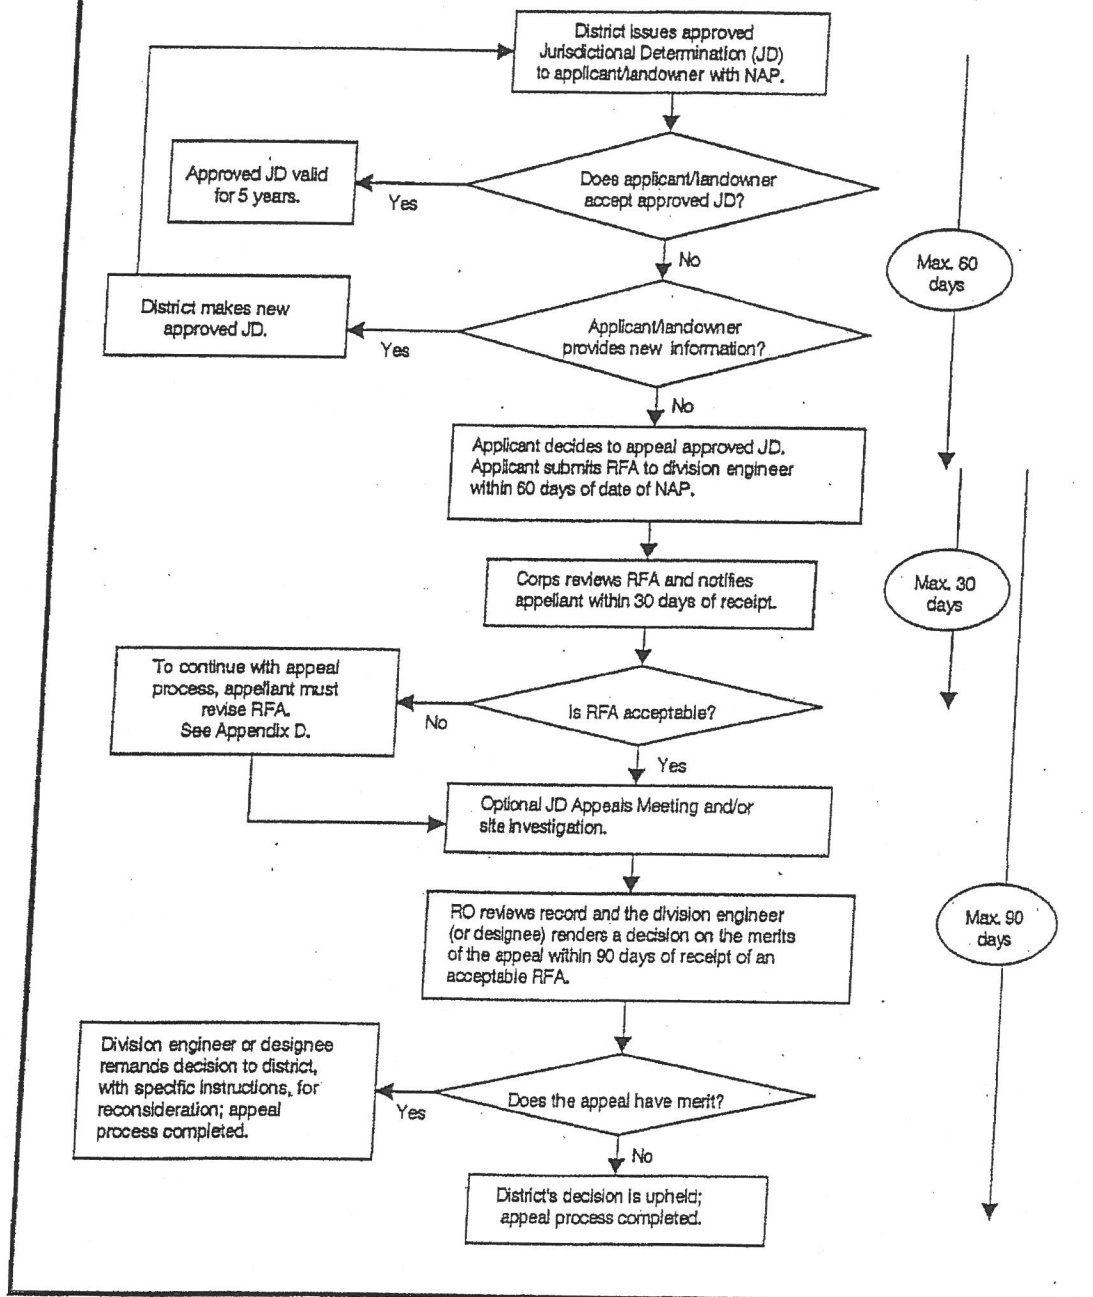 District issues approved
Jurisdictional Determination (JD)
to applicant/landowner with NAP.
Does applicant/landowner
accept approved JD?
Yes
Approved JD valid
for 5 years.
No
Max. 60
days
Applicant/landowner
provides new information?
Yes
District makes new
approved JD.
No
Applicant decides to appeal approved JD.
Applicant submits RFA to division engineer
within 60 days of date of NAP.
Corps reviews RFA and notifies
appellant within 30 days of receipt.
Max. 30
days
Is RFA acceptable?
No
To continue with appeal
process, appellant must
revise RFA.
See Appendix D.
Yes
Optional JD Appeals Meeting and/or
site investigation.
RO reviews record and the division engineer
(or designee) renders a decision on the merits
of the appeal within 90 days of receipt of an
acceptable RFA.
Max. 90
days
Does the appeal have merit?
Yes
Division engineer or designee
remands decision to district,
with specific instructions, for
reconsideration; appeal
process completed.
No
District's decision is upheld;
appeal process completed.